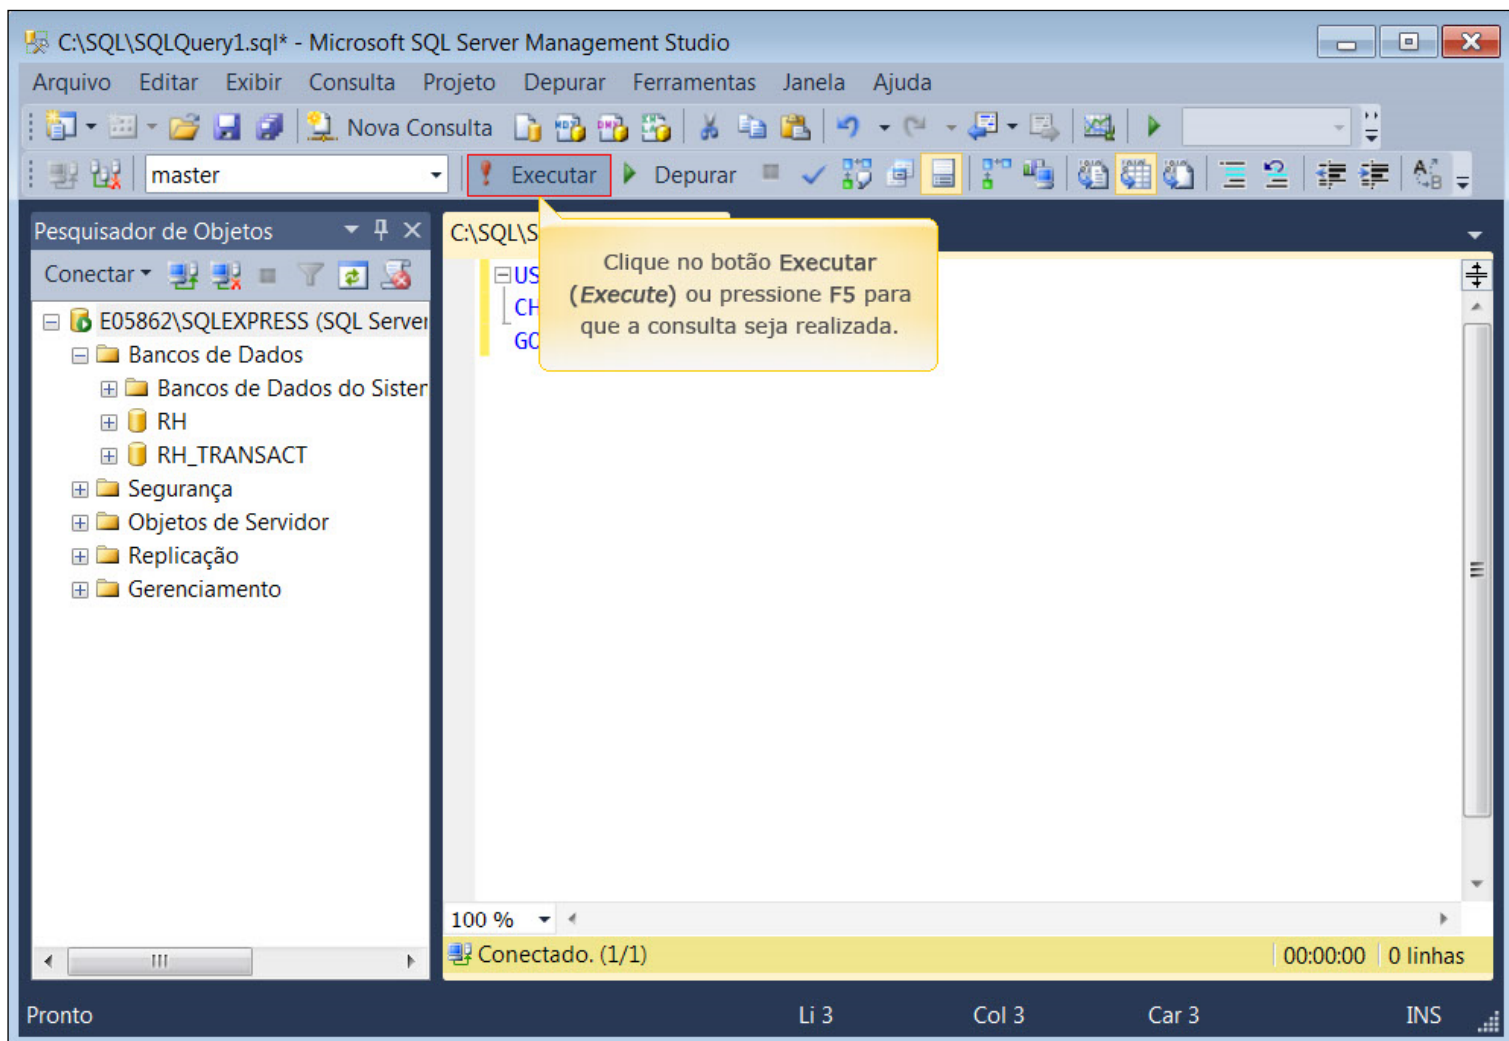 C:\SQL\SQLQuery1.sql* - Microsoft SQL Server Management Studio
Arquivo Editar Exibir Consulta Projeto Depurar Ferramentas Janela Ajuda
Nova Consulta
master Executar Depurar
Pesquisador de Objetos
Conectar
E05862\SQLEXPRESS (SQL Server
Bancos de Dados
Bancos de Dados do Sister
RH
RH_TRANSACT
Segurança
Objetos de Servidor
Replicação
Gerenciamento
C:\SQL\S
US
CH
GO
Clique no botão Executar
(Execute) ou pressione F5 para
que a consulta seja realizada.
100 %
Conectado. (1/1) 00:00:00 0 linhas
Pronto Li 3 Col 3 Car 3 INS